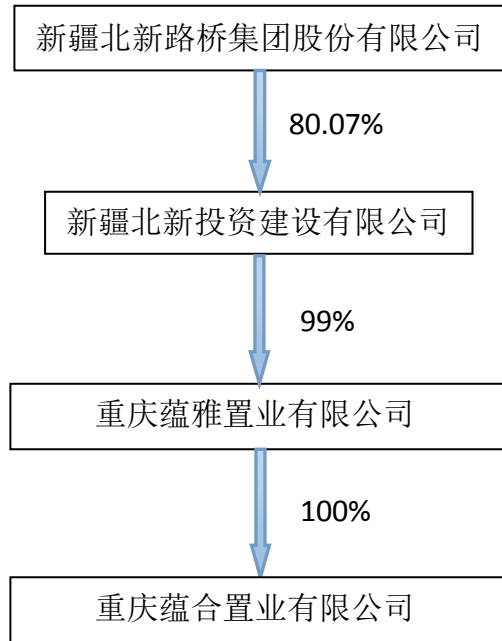 新疆北新路桥集团股份有限公司
80.07%
新疆北新投资建设有限公司
99%
重庆蕴雅置业有限公司
100%
重庆蕴合置业有限公司